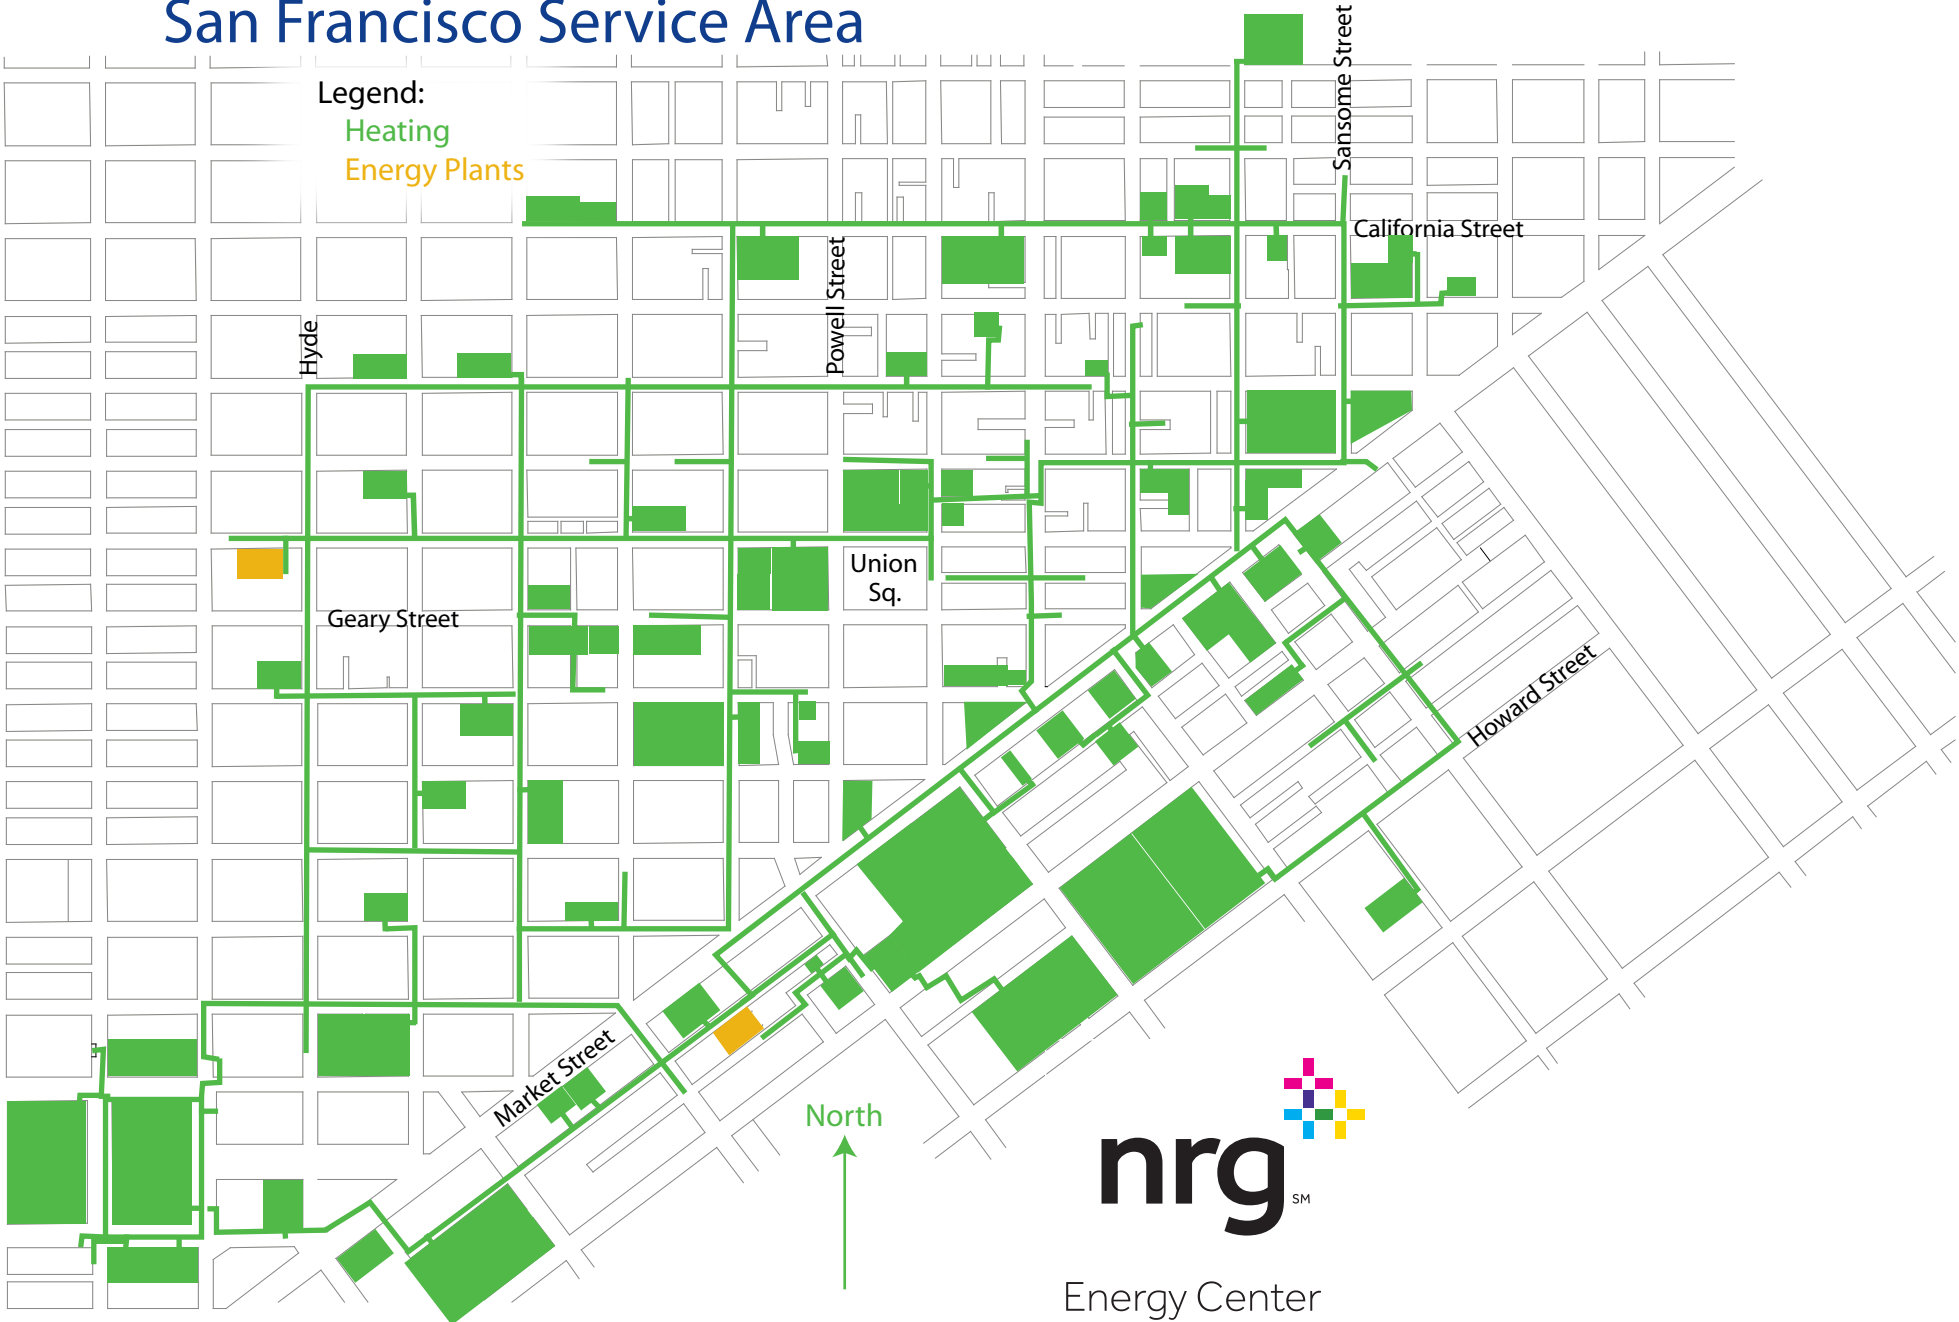 San Francisco Service Area
Legend:
Heating
Energy Plants
Sansome Street
California Street
Powell Street
Hyde
Union
Sq.
Geary Street
Howard Street
Market Street
North
nrg
SM
Energy Center